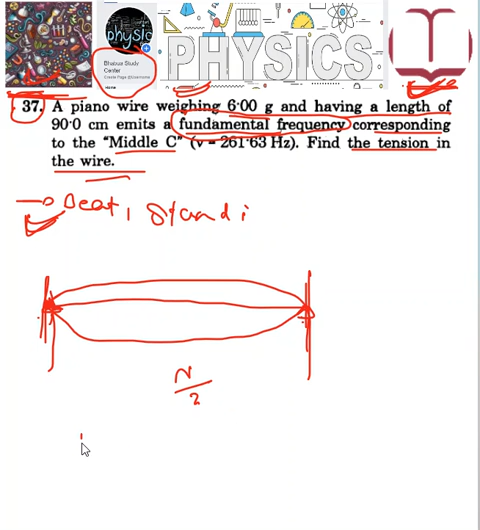 physic
Bhabua Study
Center
Home
PHYSICS
37. A piano wire weighing 6·00 g and having a length of
90·0 cm emits a fundamental frequency corresponding
to the "Middle C" (ν = 261·63 Hz). Find the tension in
the wire.
→ Beat, Standi
λ/2